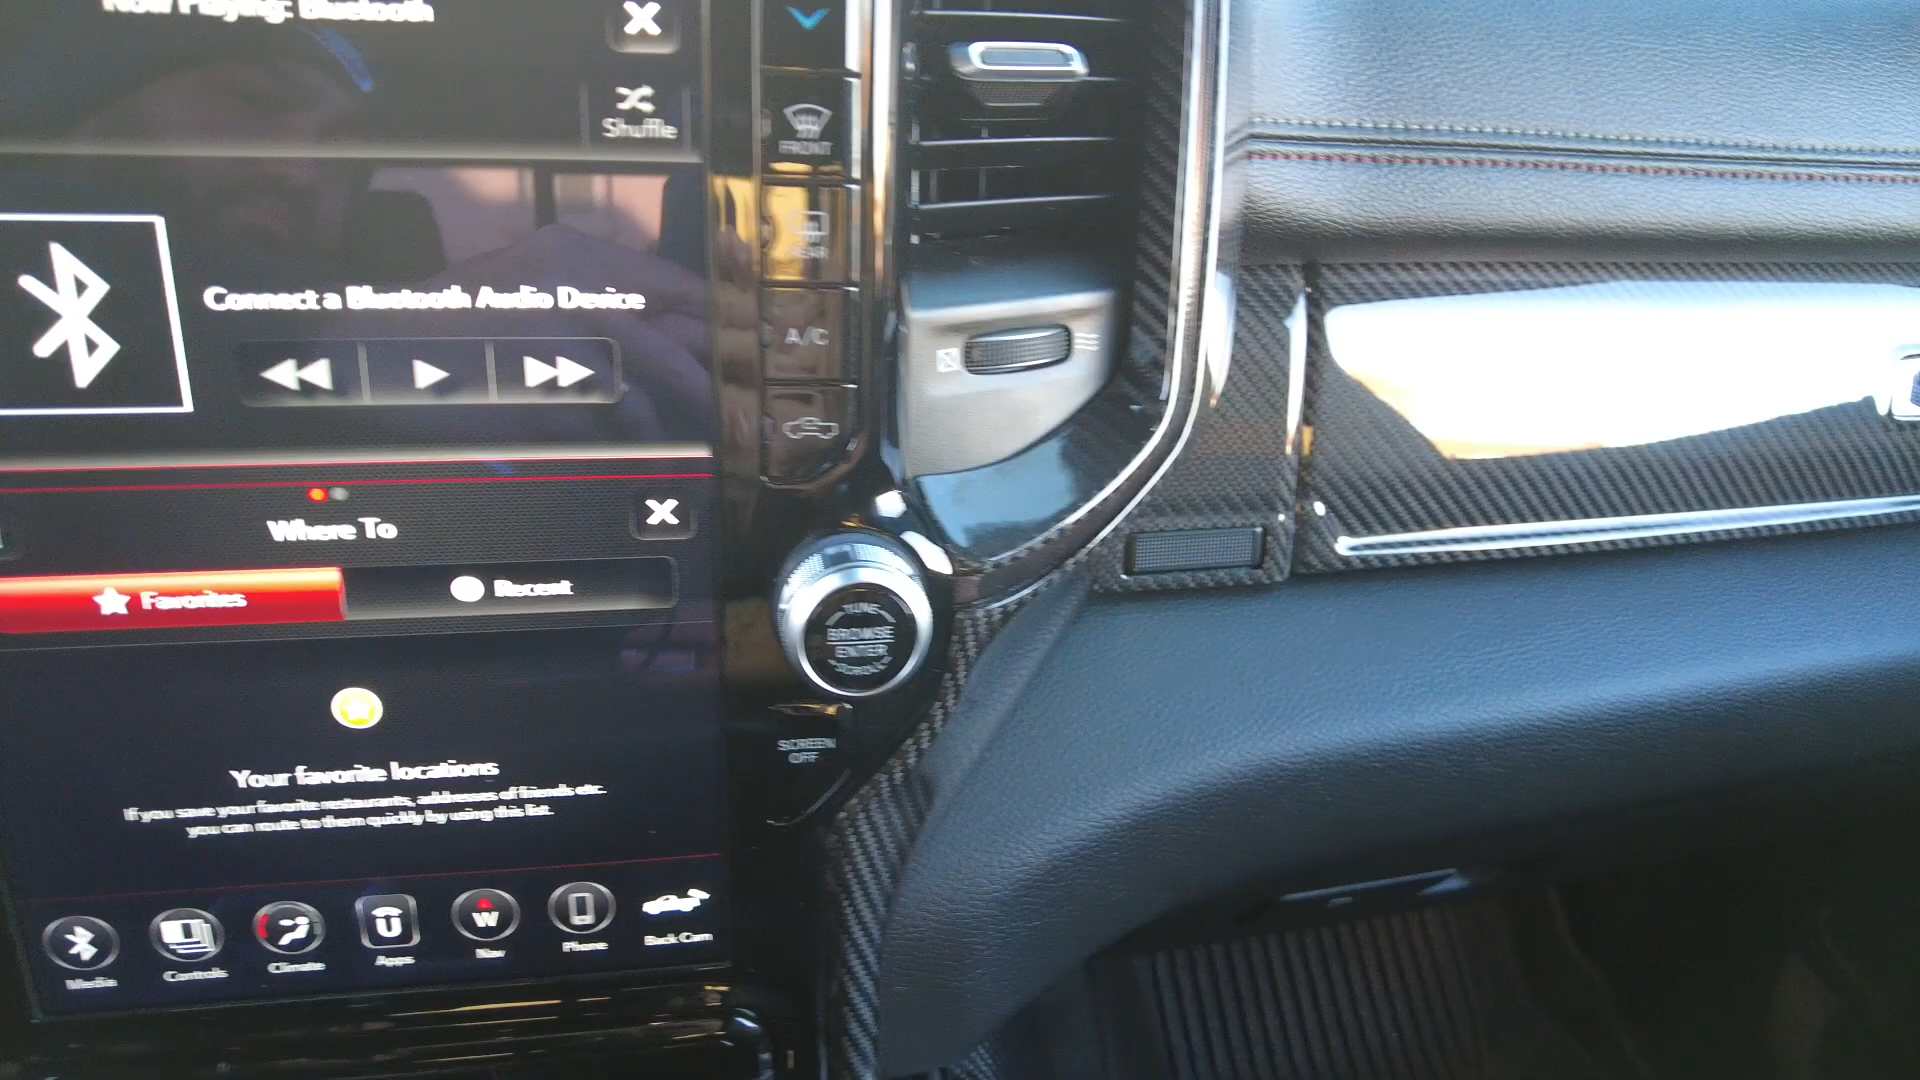 Now Playing: Bluetooth
Shuffle
FRONT
REAR
Connect a Bluetooth Audio Device
A/C
Where To
Favorites
Recent
TUNE
BROWSE
ENTER
SCROLL
SCREEN
OFF
Your favorite locations
If you save your favorite restaurants, addresses of friends etc.
you can route to them quickly by using this list.
W
Media
Controls
Climate
Apps
Nav
Phone
Back Cam